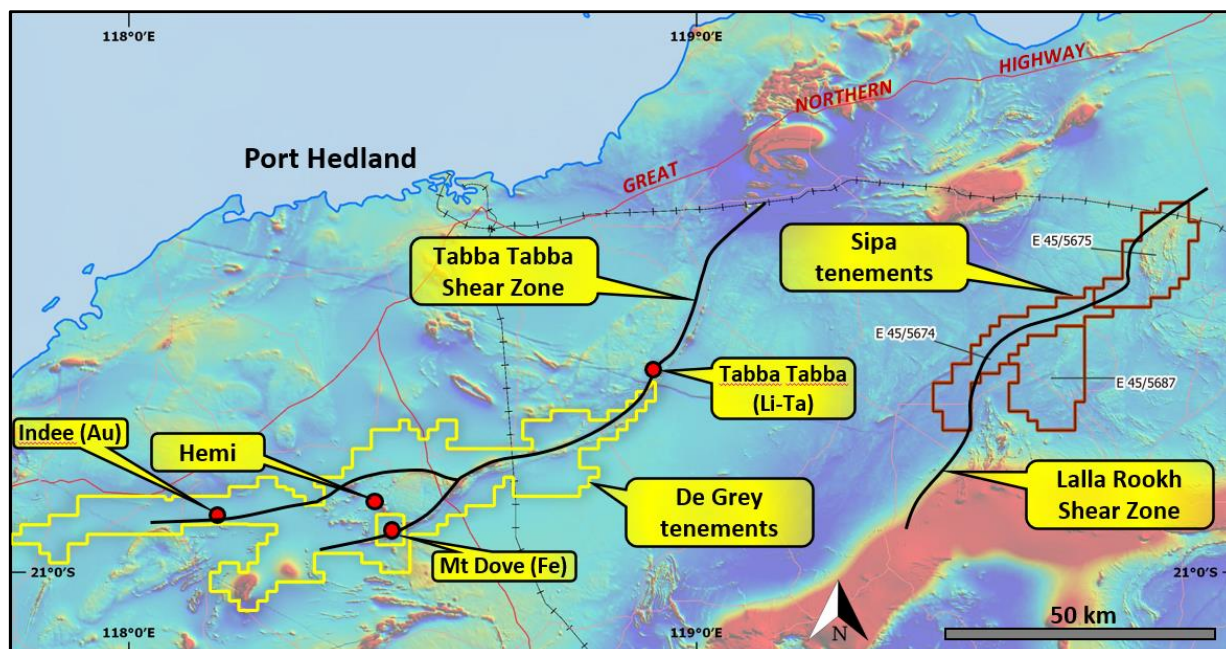 118°0'E
119°0'E
GREAT NORTHERN HIGHWAY
Port Hedland
Tabba Tabba
Shear Zone
Sipa
tenements
E 45/5675
E 45/5674
E 45/5687
Tabba Tabba
(Li-Ta)
Indee (Au)
Hemi
De Grey
tenements
Lalla Rookh
Shear Zone
Mt Dove (Fe)
21°0'S
21°0'S
118°0'E
119°0'E
N
50 km